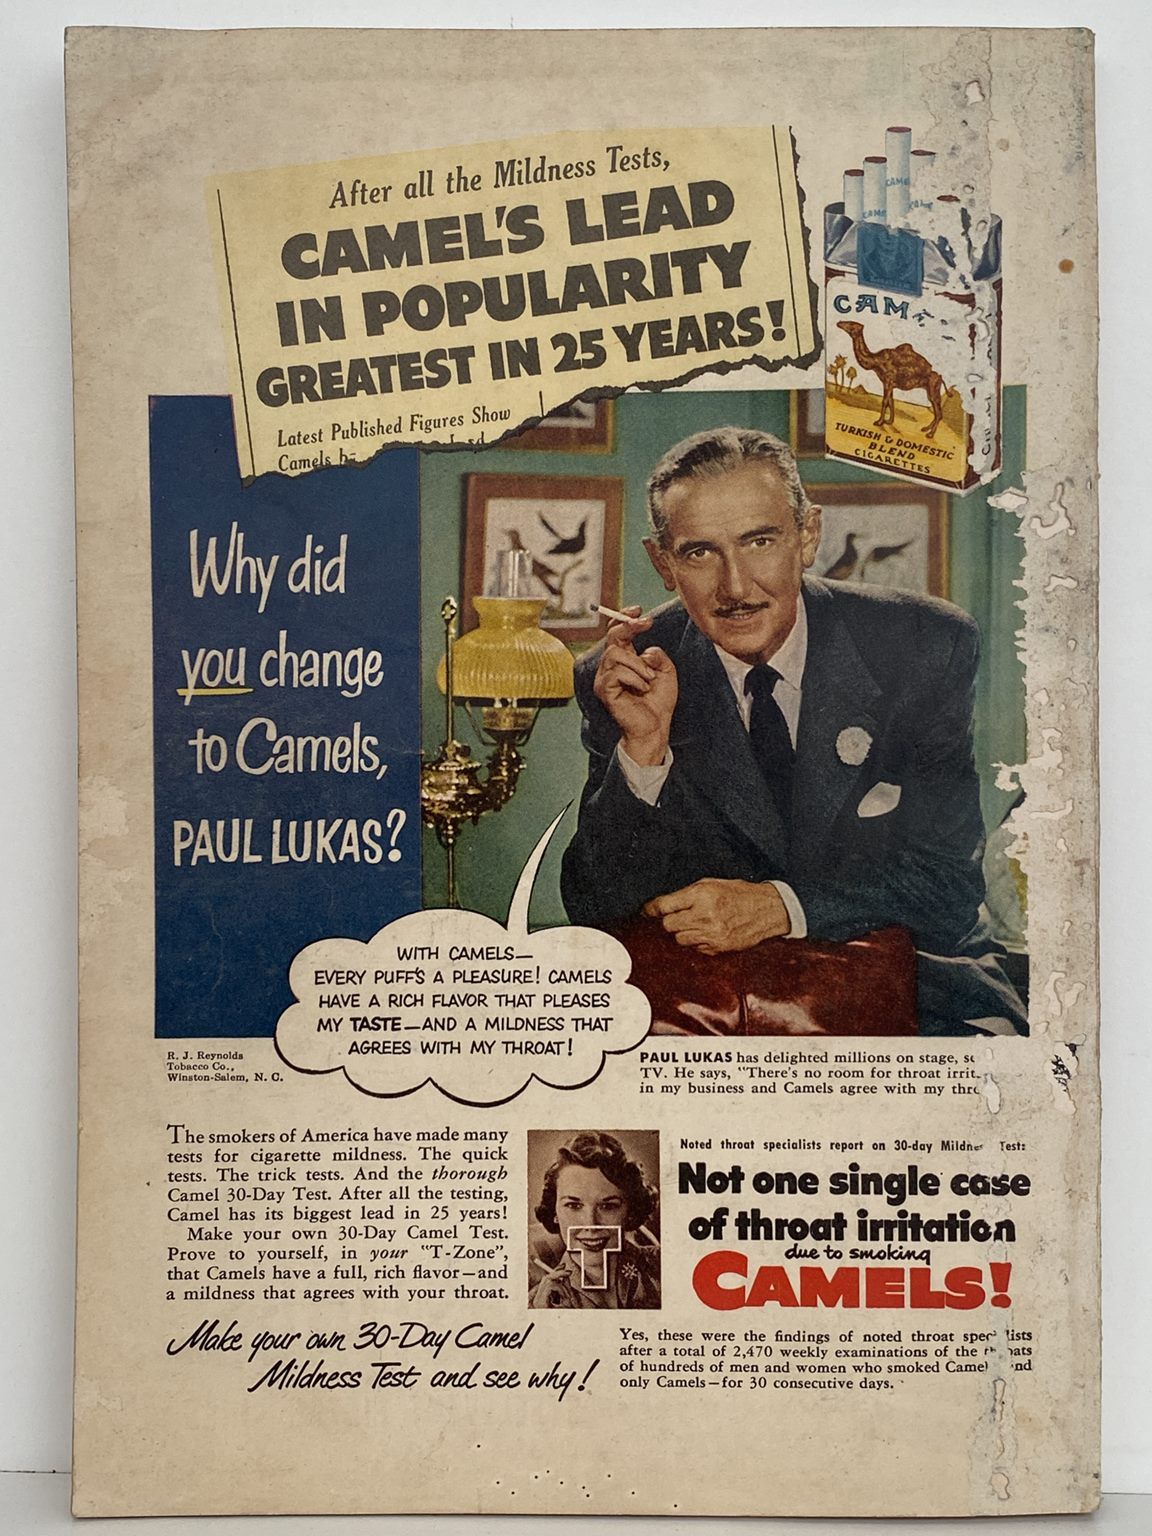 After all the Mildness Tests,
CAMEL'S LEAD
IN POPULARITY
GREATEST IN 25 YEARS!
Latest Published Figures Show
Camels
CAMEL
CAM
TURKISH & DOMESTIC
BLEND
CIGARETTES
Why did
you change
to Camels,
PAUL LUKAS?
WITH CAMELS—
EVERY PUFF'S A PLEASURE! CAMELS
HAVE A RICH FLAVOR THAT PLEASES
MY TASTE—AND A MILDNESS THAT
AGREES WITH MY THROAT!
R. J. Reynolds
Tobacco Co.,
Winston-Salem, N. C.
PAUL LUKAS has delighted millions on stage,
TV. He says, "There's no room for throat
in my business and Camels agree with my
The smokers of America have made many
tests for cigarette mildness. The quick
tests. The trick tests. And the thorough
Camel 30-Day Test. After all the testing,
Camel has its biggest lead in 25 years!
Make your own 30-Day Camel Test.
Prove to yourself, in your "T-Zone",
that Camels have a full, rich flavor—and
a mildness that agrees with your throat.
T
Make your own 30-Day Camel
Mildness Test and see why!
Noted throat specialists report on 30-day Mildness Test:
Not one single case
of throat irritation
due to smoking
CAMELS!
Yes, these were the findings of noted throat specialists
after a total of 2,470 weekly examinations of the throats
of hundreds of men and women who smoked Camels and
only Camels—for 30 consecutive days.